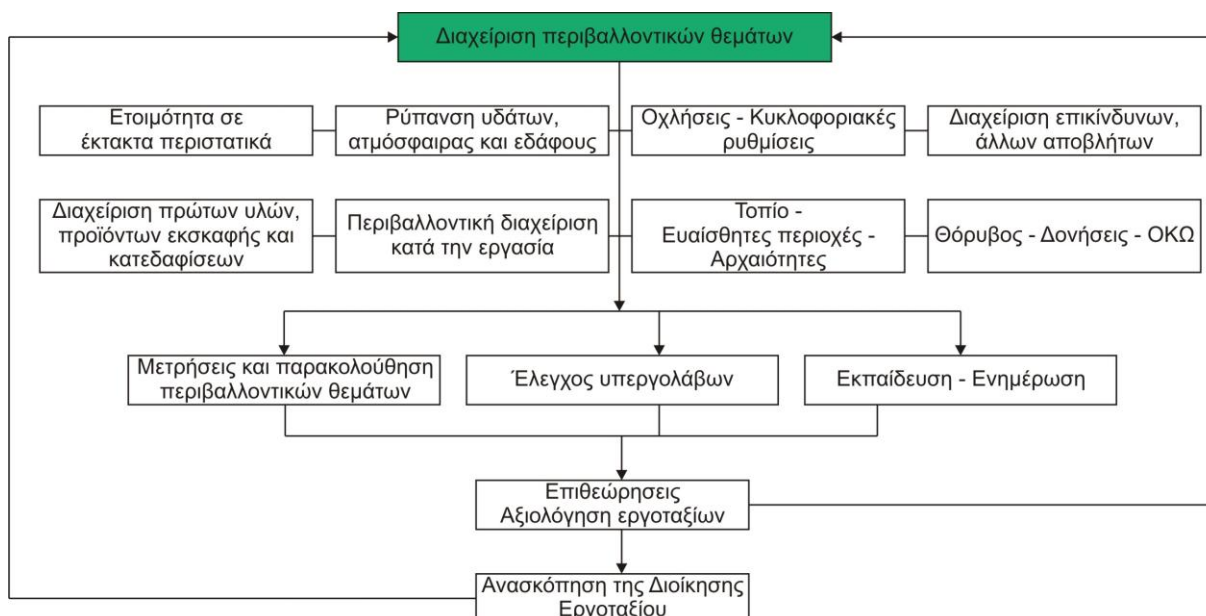 Διαχείριση περιβαλλοντικών θεμάτων
Ετοιμότητα σε
έκτακτα περιστατικά
Ρύπανση υδάτων,
ατμόσφαιρας και εδάφους
Οχλήσεις - Κυκλοφοριακές
ρυθμίσεις
Διαχείριση επικίνδυνων,
άλλων αποβλήτων
Διαχείριση πρώτων υλών,
προϊόντων εκσκαφής και
κατεδαφίσεων
Περιβαλλοντική διαχείριση
κατά την εργασία
Τοπίο -
Ευαίσθητες περιοχές -
Αρχαιότητες
Θόρυβος - Δονήσεις - ΟΚΩ
Μετρήσεις και παρακολούθηση
περιβαλλοντικών θεμάτων
Έλεγχος υπεργολάβων
Εκπαίδευση - Ενημέρωση
Επιθεωρήσεις
Αξιολόγηση εργοταξίων
Ανασκόπηση της Διοίκησης
Εργοταξίου